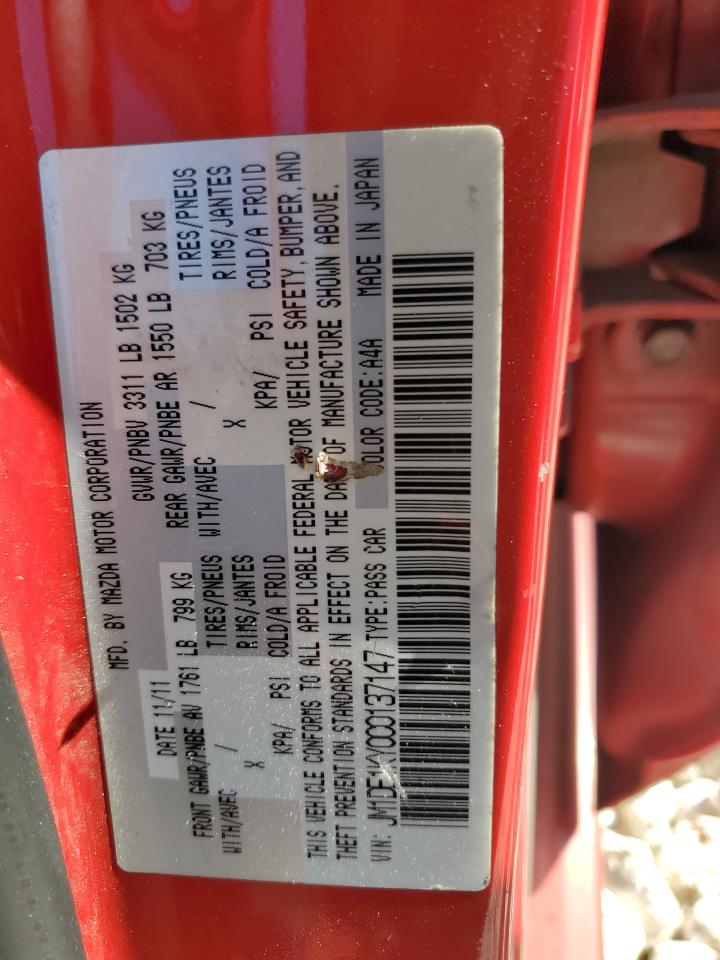 MFD. BY MAZDA MOTOR CORPORATION
DATE 11/11 GVWR/PNBV 3311 LB 1502 KG
FRONT GAWR/PNBE AV 1761 LB 799 KG REAR GAWR/PNBE AR 1550 LB 703 KG
WITH/AVEC TIRES/PNEUS WITH/AVEC TIRES/PNEUS
/ RIMS/JANTES / RIMS/JANTES
X X
KPA/ PSI COLD/A FROID KPA/ PSI COLD/A FROID
THIS VEHICLE CONFORMS TO ALL APPLICABLE FEDERAL MOTOR VEHICLE SAFETY, BUMPER, AND
THEFT PREVENTION STANDARDS IN EFFECT ON THE DATE OF MANUFACTURE SHOWN ABOVE.
VIN: TYPE:PASS CAR COLOR CODE:A4A MADE IN JAPAN